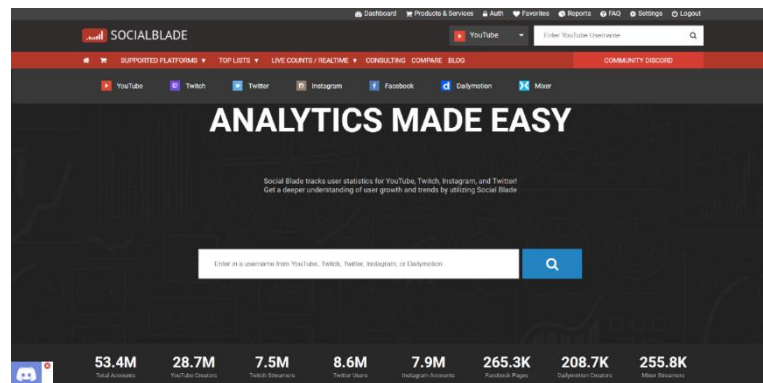 Dashboard Products & Services Auth Favorites Reports FAQ Settings Logout
SOCIALBLADE YouTube Enter YouTube Username
SUPPORTED PLATFORMS TOP LISTS LIVE COUNTS / REALTIME CONSULTING COMPARE BLOG COMMUNITY DISCORD
YouTube Twitch Twitter Instagram Facebook Dailymotion Mixer
ANALYTICS MADE EASY
Social Blade tracks user statistics for YouTube, Twitch, Instagram, and Twitter!
Get a deeper understanding of user growth and trends by utilizing Social Blade
Enter in a username from YouTube, Twitch, Twitter, Instagram, or Dailymotion
53.4M 28.7M 7.5M 8.6M 7.9M 265.3K 208.7K 255.8K
Total Accounts YouTube Creators Twitch Streamers Twitter Users Instagram Accounts Facebook Pages Dailymotion Creators Mixer Streamers